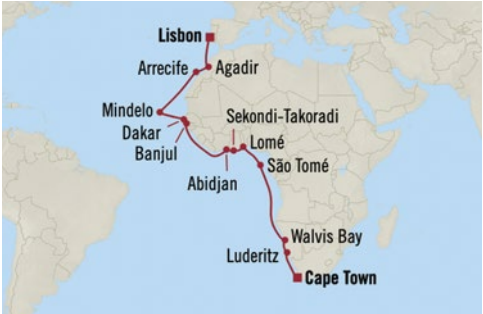 Lisbon
Arrecife
Agadir
Mindelo
Dakar
Banjul
Sekondi-Takoradi
Lomé
São Tomé
Abidjan
Walvis Bay
Luderitz
Cape Town